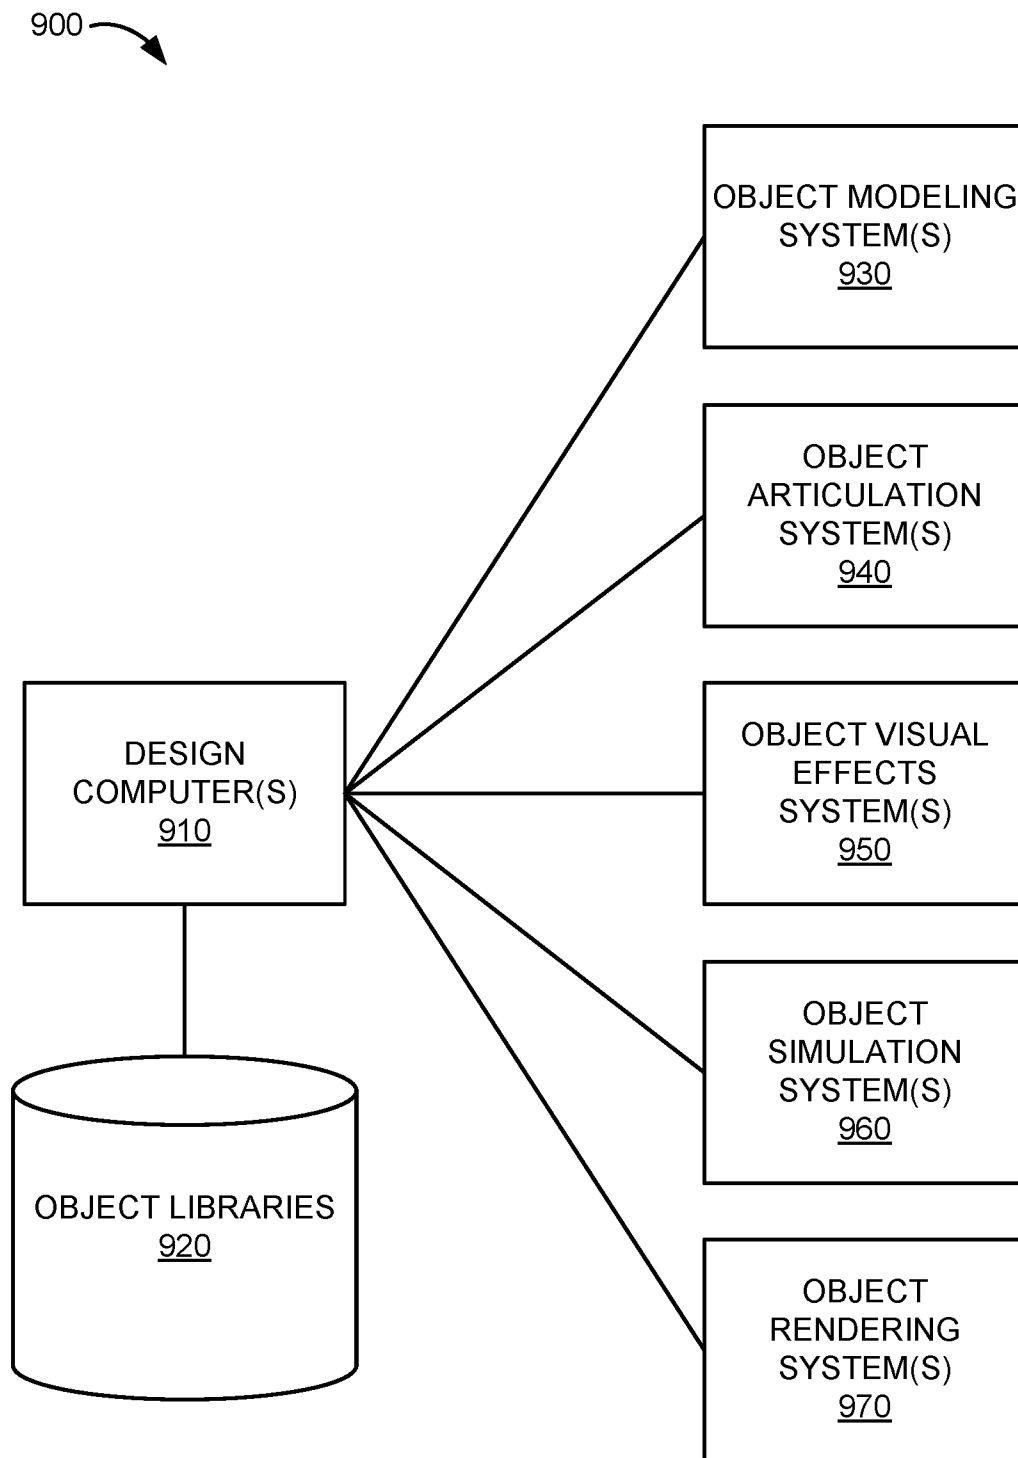 900
OBJECT MODELING
SYSTEM(S)
930
OBJECT
ARTICULATION
SYSTEM(S)
940
DESIGN
COMPUTER(S)
910
OBJECT VISUAL
EFFECTS
SYSTEM(S)
950
OBJECT
SIMULATION
SYSTEM(S)
960
OBJECT LIBRARIES
920
OBJECT
RENDERING
SYSTEM(S)
970